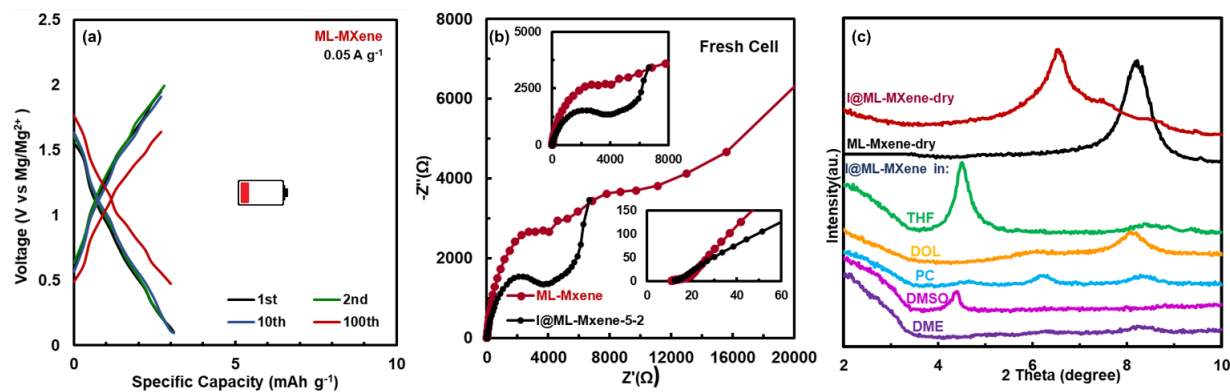 (a)
ML-MXene
0.05 A g⁻¹
2.5
2
1.5
1
0.5
0
Voltage (V vs Mg/Mg²⁺)
1st
2nd
10th
100th
0
5
10
Specific Capacity (mAh g⁻¹)
(b)
Fresh Cell
8000
6000
4000
2000
0
-Z''(Ω)
5000
2500
0
0 2000 4000 6000 8000
150
100
50
0
0 20 40 60
ML-Mxene
I@ML-Mxene-5-2
0 4000 8000 12000 16000 20000
Z'(Ω)
(c)
Intensity(au.)
I@ML-MXene-dry
ML-Mxene-dry
I@ML-MXene in:
THF
DOL
PC
DMSO
DME
2 4 6 8 10
2 Theta (degree)